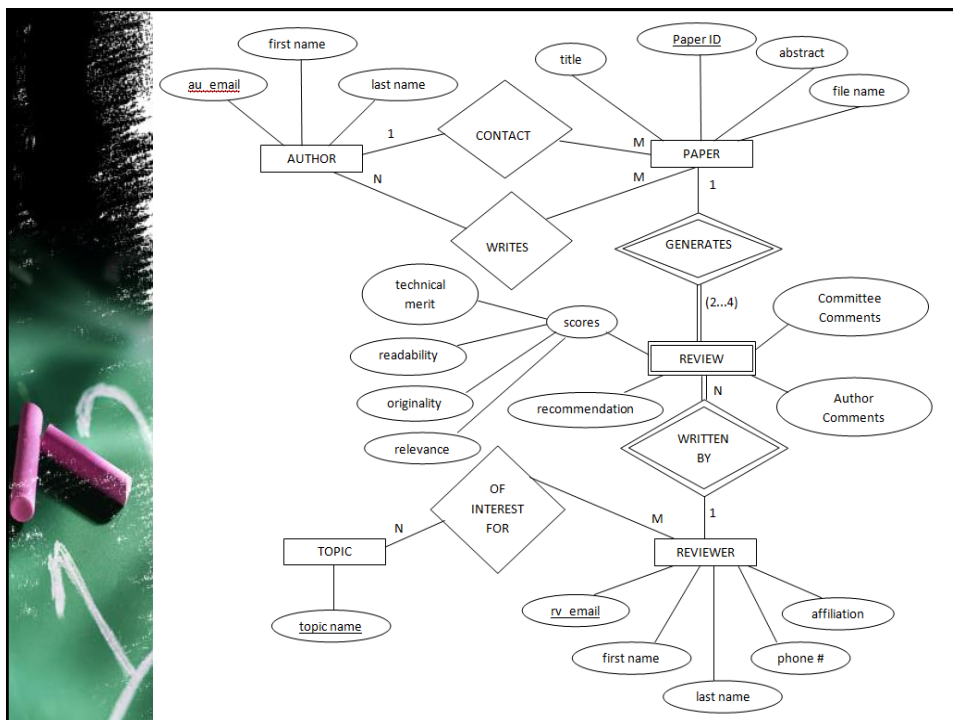 first name
Paper ID
title
abstract
au_email
last name
file name
1
CONTACT
M
AUTHOR
PAPER
N
M
1
WRITES
GENERATES
technical
merit
(2...4)
Committee
Comments
scores
readability
REVIEW
N
originality
recommendation
Author
Comments
relevance
WRITTEN
BY
OF
INTEREST
FOR
N
M
1
TOPIC
REVIEWER
rv_email
affiliation
topic name
first name
phone #
last name